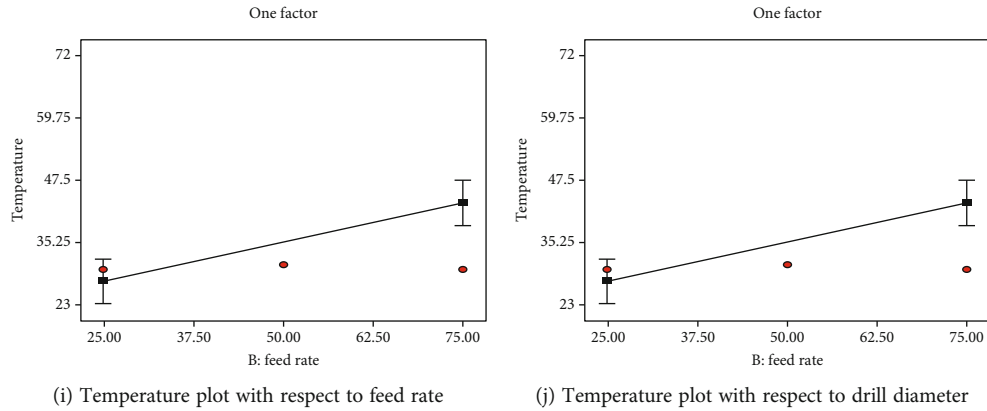 One factor
72
59.75
47.5
35.25
23
Temperature
25.00 37.50 50.00 62.50 75.00
B: feed rate
(i) Temperature plot with respect to feed rate
One factor
72
59.75
47.5
35.25
23
Temperature
25.00 37.50 50.00 62.50 75.00
B: feed rate
(j) Temperature plot with respect to drill diameter